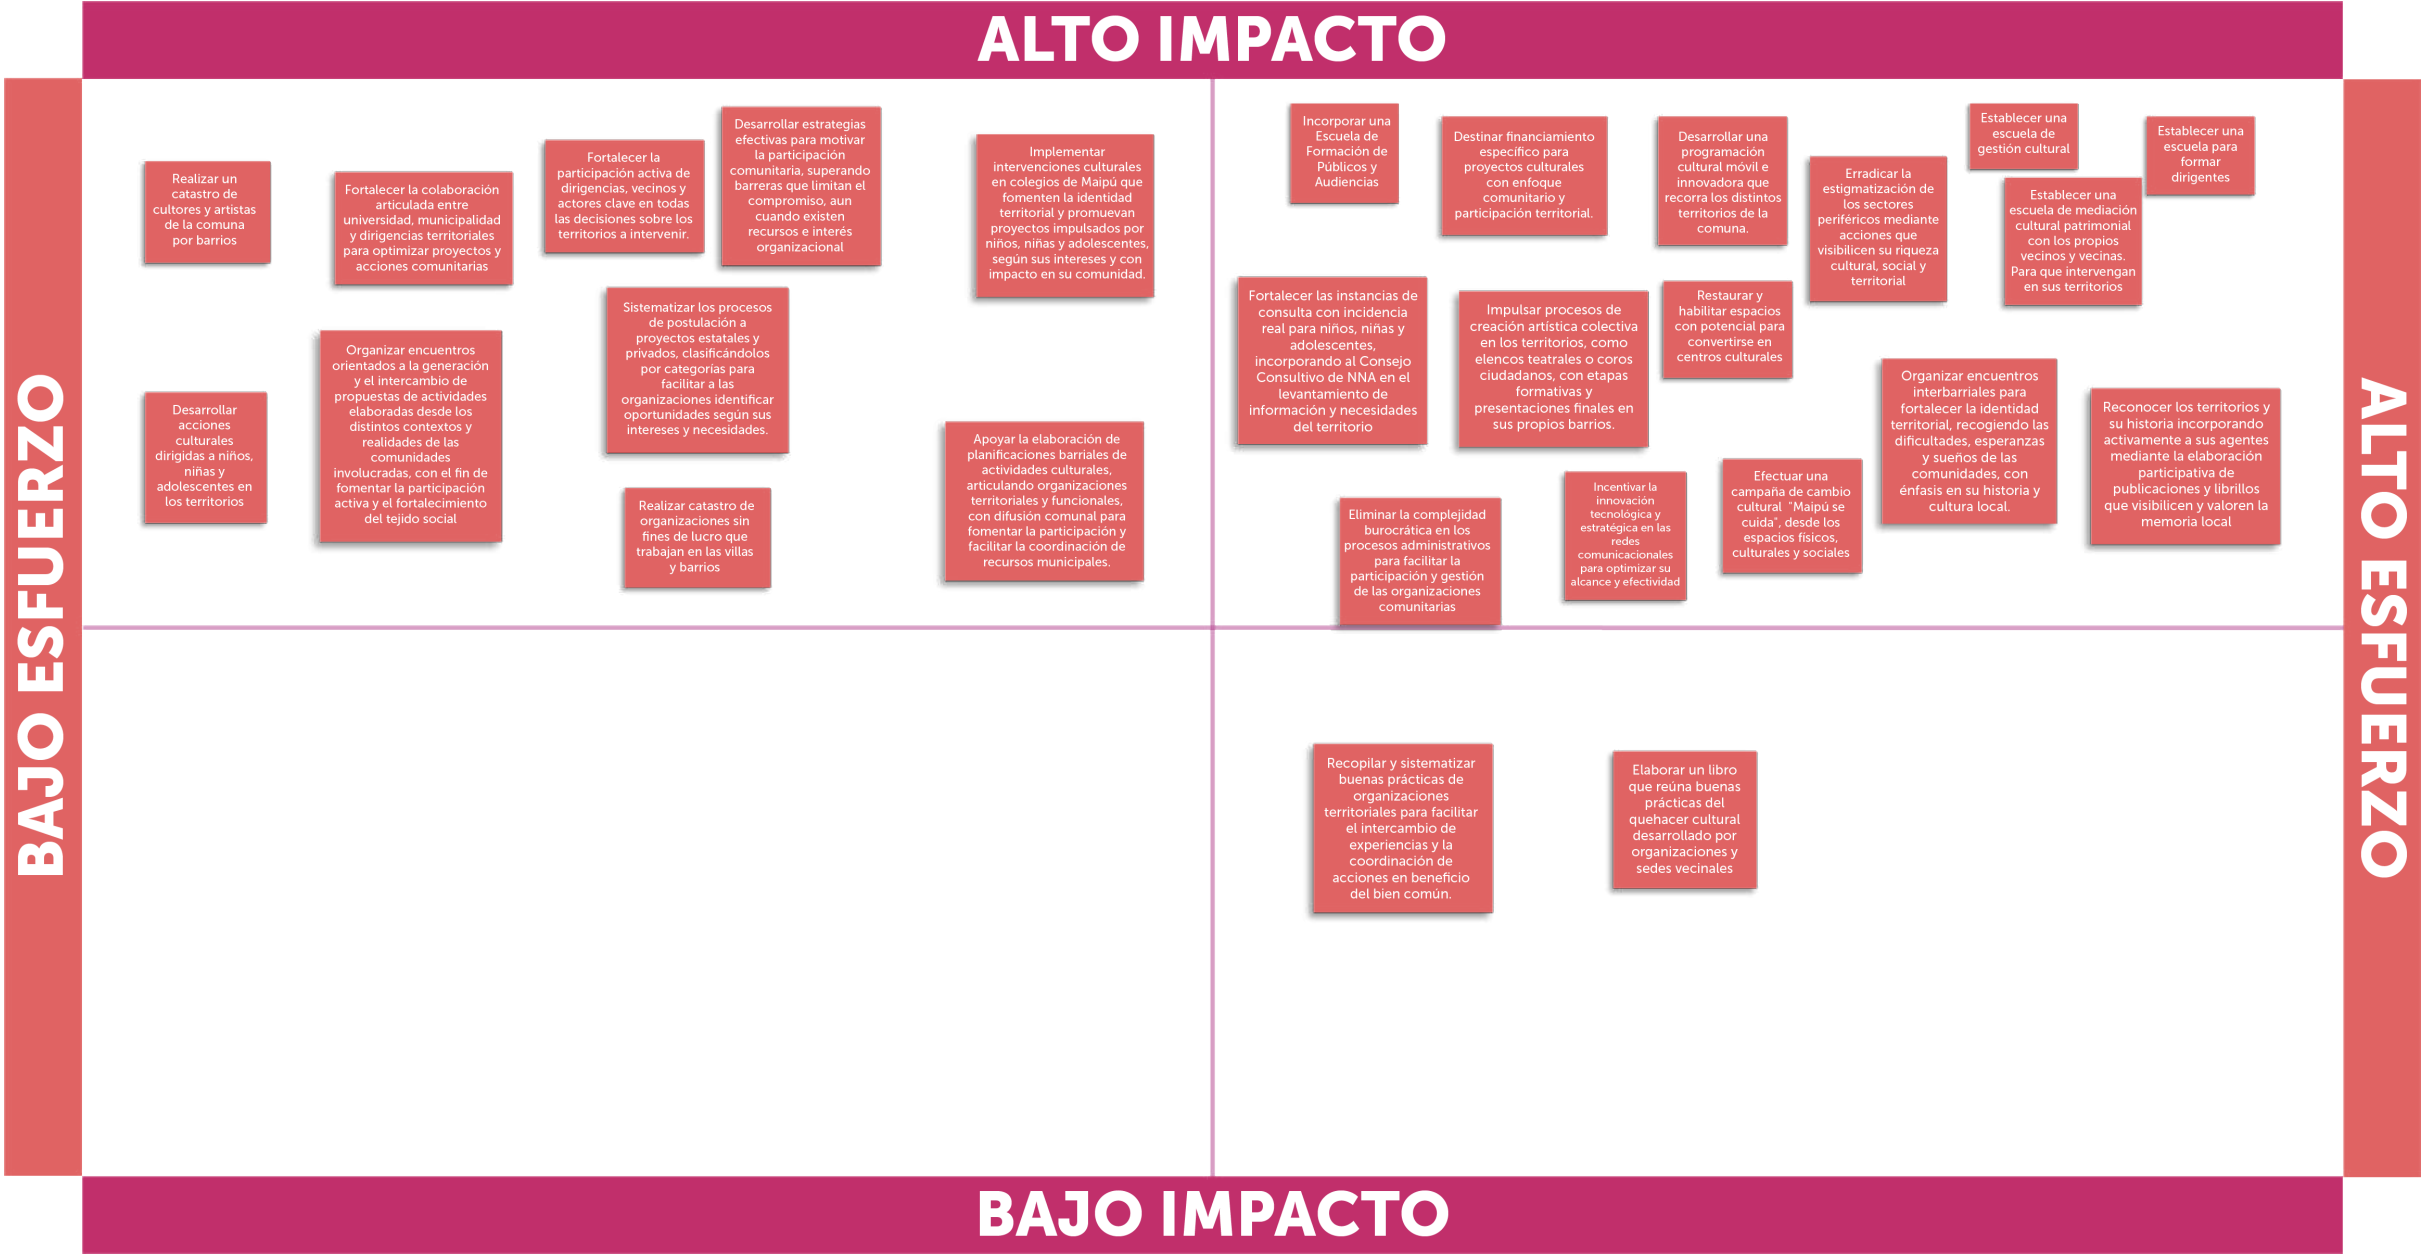 ALTO IMPACTO
BAJO ESFUERZO
Realizar un
catastro de
cultores y artistas
de la comuna
por barrios
Fortalecer la colaboración
articulada entre
universidad, municipalidad
y dirigencias territoriales
para optimizar proyectos y
acciones comunitarias
Fortalecer la
participación activa de
dirigencias, vecinos y
actores clave en todas
las decisiones sobre los
territorios a intervenir.
Desarrollar estrategias
efectivas para motivar
la participación
comunitaria, superando
barreras que limitan el
compromiso, aun
cuando existen
recursos e interés
organizacional
Implementar
intervenciones culturales
en colegios de Maipú que
fomenten la identidad
territorial y promuevan
proyectos impulsados por
niños, niñas y adolescentes,
según sus intereses y con
impacto en su comunidad.
Desarrollar
acciones
culturales
dirigidas a niños,
niñas y
adolescentes en
los territorios
Organizar encuentros
orientados a la generación
y el intercambio de
propuestas de actividades
elaboradas desde los
distintos contextos y
realidades de las
comunidades
involucradas, con el fin de
fomentar la participación
activa y el fortalecimiento
del tejido social
Sistematizar los procesos
de postulación a
proyectos estatales y
privados, clasificándolos
por categorías para
facilitar a las
organizaciones identificar
oportunidades según sus
intereses y necesidades.
Realizar catastro de
organizaciones sin
fines de lucro que
trabajan en las villas
y barrios
Apoyar la elaboración de
planificaciones barriales de
actividades culturales,
articulando organizaciones
territoriales y funcionales,
con difusión comunal para
fomentar la participación y
facilitar la coordinación de
recursos municipales.
Incorporar una
Escuela de
Formación de
Públicos y
Audiencias
Destinar financiamiento
específico para
proyectos culturales
con enfoque
comunitario y
participación territorial.
Desarrollar una
programación
cultural móvil e
innovadora que
recorra los distintos
territorios de la
comuna.
Erradicar la
estigmatización de
los sectores
periféricos mediante
acciones que
visibilicen su riqueza
cultural, social y
territorial
Establecer una
escuela de
gestión cultural
Establecer una
escuela para
formar
dirigentes
Establecer una
escuela de mediación
cultural patrimonial
con los propios
vecinos y vecinas.
Para que intervengan
en sus territorios
Fortalecer las instancias de
consulta con incidencia
real para niños, niñas y
adolescentes,
incorporando al Consejo
Consultivo de NNA en el
levantamiento de
información y necesidades
del territorio
Impulsar procesos de
creación artística colectiva
en los territorios, como
elencos teatrales o coros
ciudadanos, con etapas
formativas y
presentaciones finales en
sus propios barrios.
Restaurar y
habilitar espacios
con potencial para
convertirse en
centros culturales
Organizar encuentros
interbarriales para
fortalecer la identidad
territorial, recogiendo las
dificultades, esperanzas
y sueños de las
comunidades, con
énfasis en su historia y
cultura local.
Reconocer los territorios y
su historia incorporando
activamente a sus agentes
mediante la elaboración
participativa de
publicaciones y librillos
que visibilicen y valoren la
memoria local
Eliminar la complejidad
burocrática en los
procesos administrativos
para facilitar la
participación y gestión
de las organizaciones
comunitarias
Incentivar la
innovación
tecnológica y
estratégica en las
redes
comunicacionales
para optimizar su
alcance y efectividad
Efectuar una
campaña de cambio
cultural "Maipú se
cuida", desde los
espacios físicos,
culturales y sociales
Recopilar y sistematizar
buenas prácticas de
organizaciones
territoriales para facilitar
el intercambio de
experiencias y la
coordinación de
acciones en beneficio
del bien común.
Elaborar un libro
que reúna buenas
prácticas del
quehacer cultural
desarrollado por
organizaciones y
sedes vecinales
ALTO ESFUERZO
BAJO IMPACTO